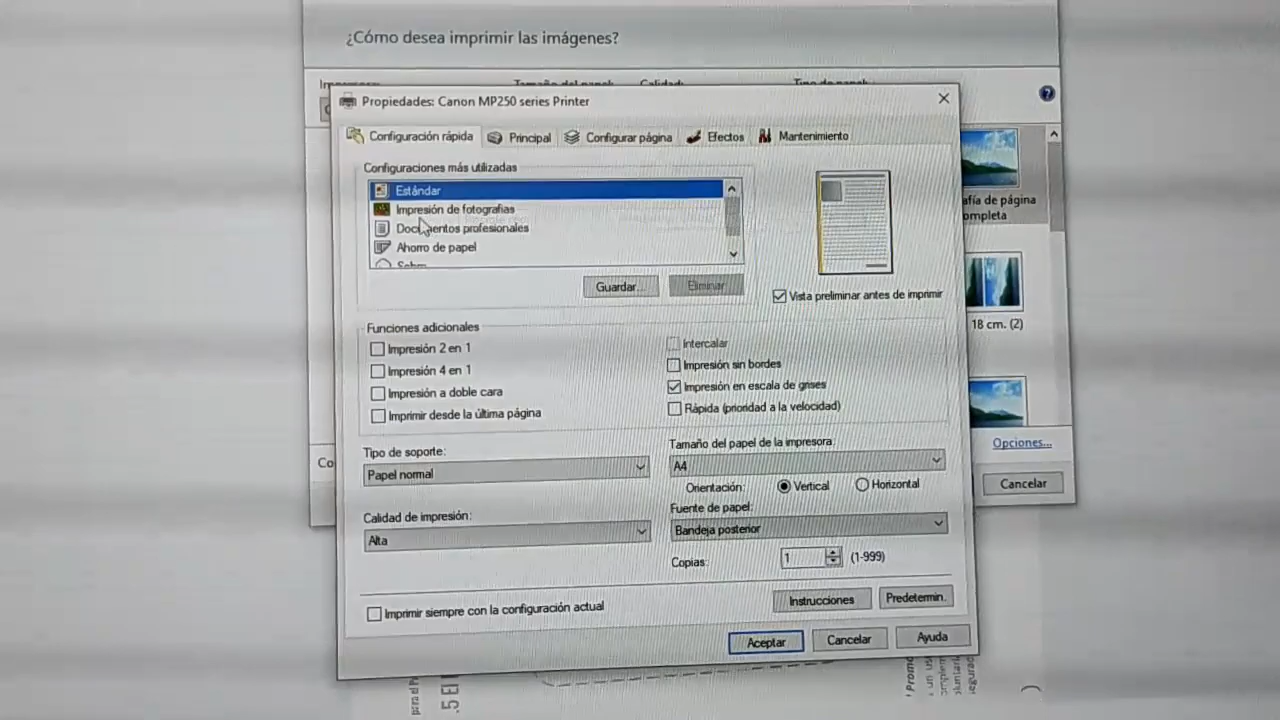 ¿Cómo desea imprimir las imágenes?
Propiedades: Canon MP250 series Printer
Configuración rápida
Principal
Configurar página
Efectos
Mantenimiento
Configuraciones más utilizadas
Estándar
Impresión de fotografias
Documentos profesionales
Ahorro de papel
Guardar...
Eliminar
Vista preliminar antes de imprimir
afía de página
ompleta
18 cm. (2)
Funciones adicionales
Impresión 2 en 1
Impresión 4 en 1
Impresión a doble cara
Imprimir desde la última página
Intercalar
Impresión sin bordes
Impresión en escala de grises
Rápida (prioridad a la velocidad)
Tipo de soporte:
Papel normal
Tamaño del papel de la impresora:
A4
Orientación:
Vertical
Horizontal
Calidad de impresión:
Alta
Fuente de papel:
Bandeja posterior
Copias:
1
(1-999)
Imprimir siempre con la configuración actual
Instrucciones
Predetermin.
Aceptar
Cancelar
Ayuda
Co
Opciones...
Cancelar